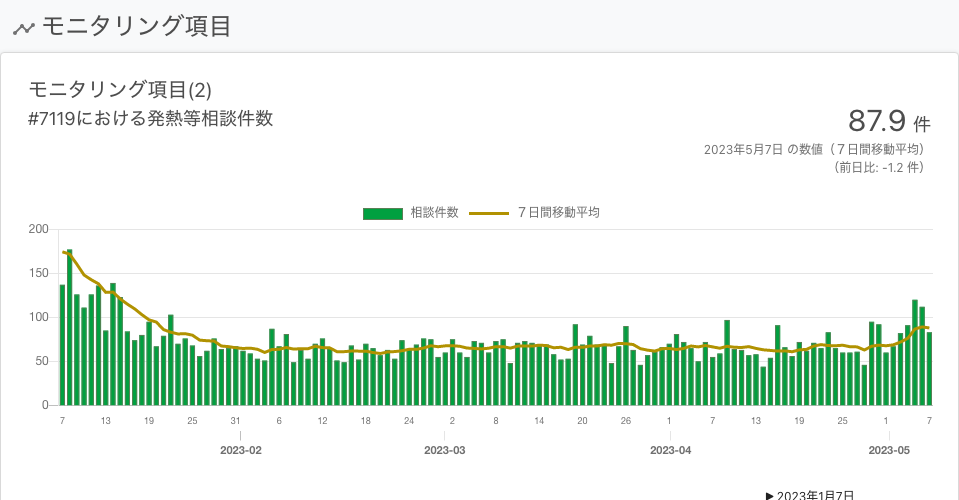 モニタリング項目
モニタリング項目(2)
#7119における発熱等相談件数
87.9 件
2023年5月7日 の数値（７日間移動平均）
（前日比: -1.2 件）
相談件数 ７日間移動平均
200
150
100
50
0
7 13 19 25 31 6 12 18 24 2 8 14 20 26 1 7 13 19 25 1 7
2023-02 2023-03 2023-04 2023-05
▶ 2023年1月7日